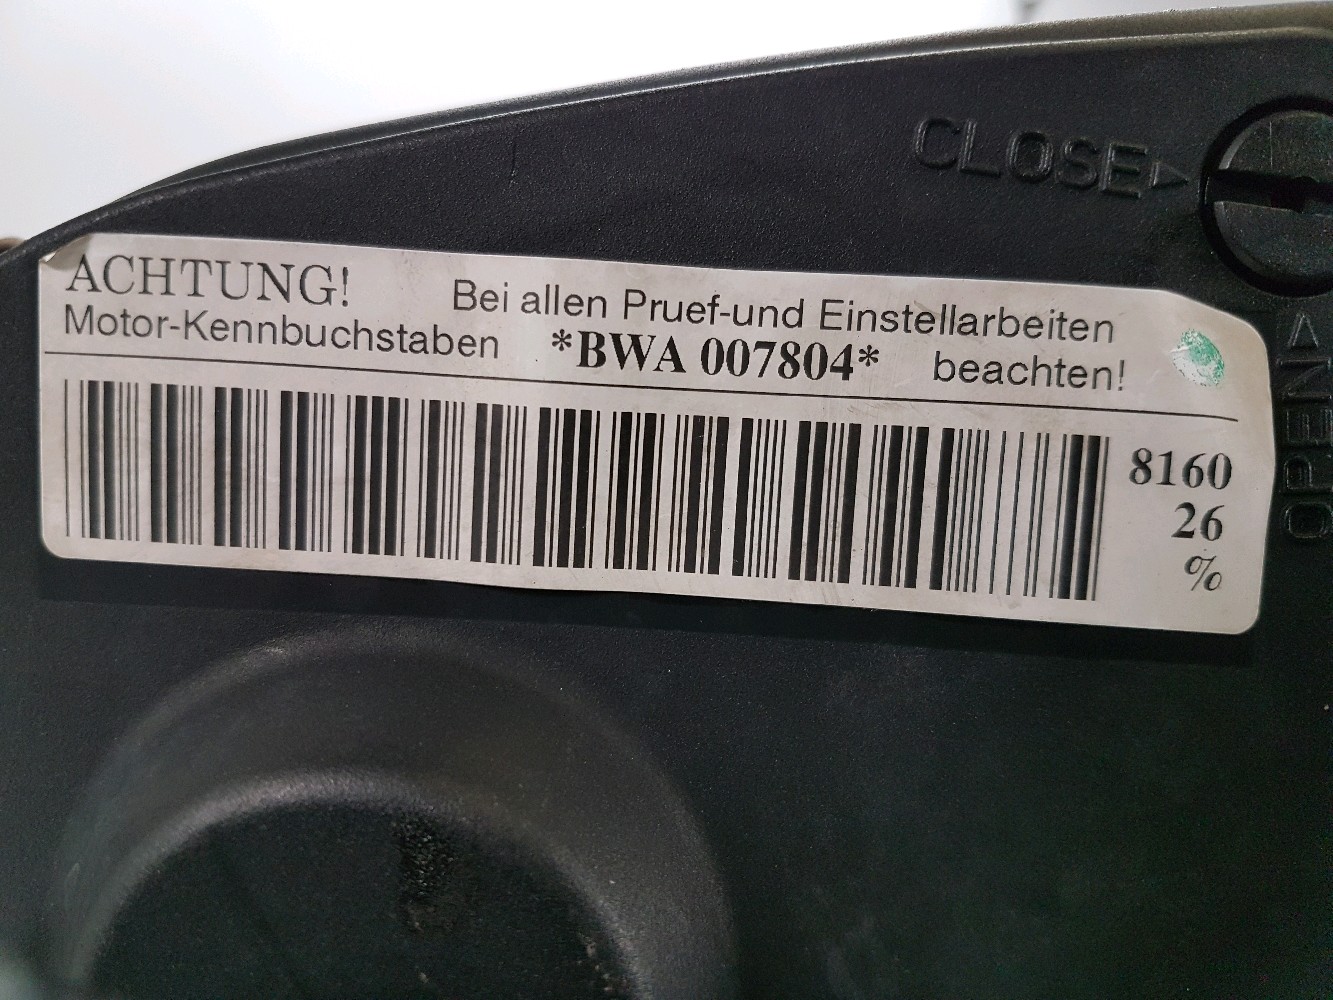 CLOSE
ACHTUNG! Bei allen Pruef-und Einstellarbeiten
Motor-Kennbuchstaben *BWA 007804* beachten!
8160
26
%
OPEN